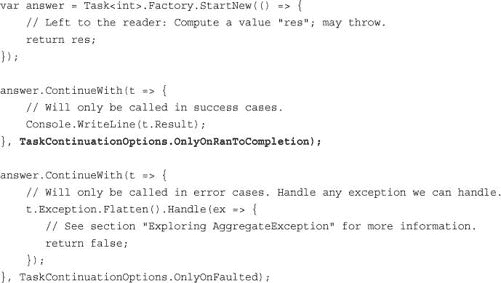 var answer = Task<int>.Factory.StartNew(() => {
    // Left to the reader: Compute a value "res"; may throw.
    return res;
});

answer.ContinueWith(t => {
    // Will only be called in success cases.
    Console.WriteLine(t.Result);
}, TaskContinuationOptions.OnlyOnRanToCompletion);

answer.ContinueWith(t => {
    // Will only be called in error cases. Handle any exception we can handle.
    t.Exception.Flatten().Handle(ex => {
        // See section "Exploring AggregateException" for more information.
        return false;
    });
}, TaskContinuationOptions.OnlyOnFaulted);